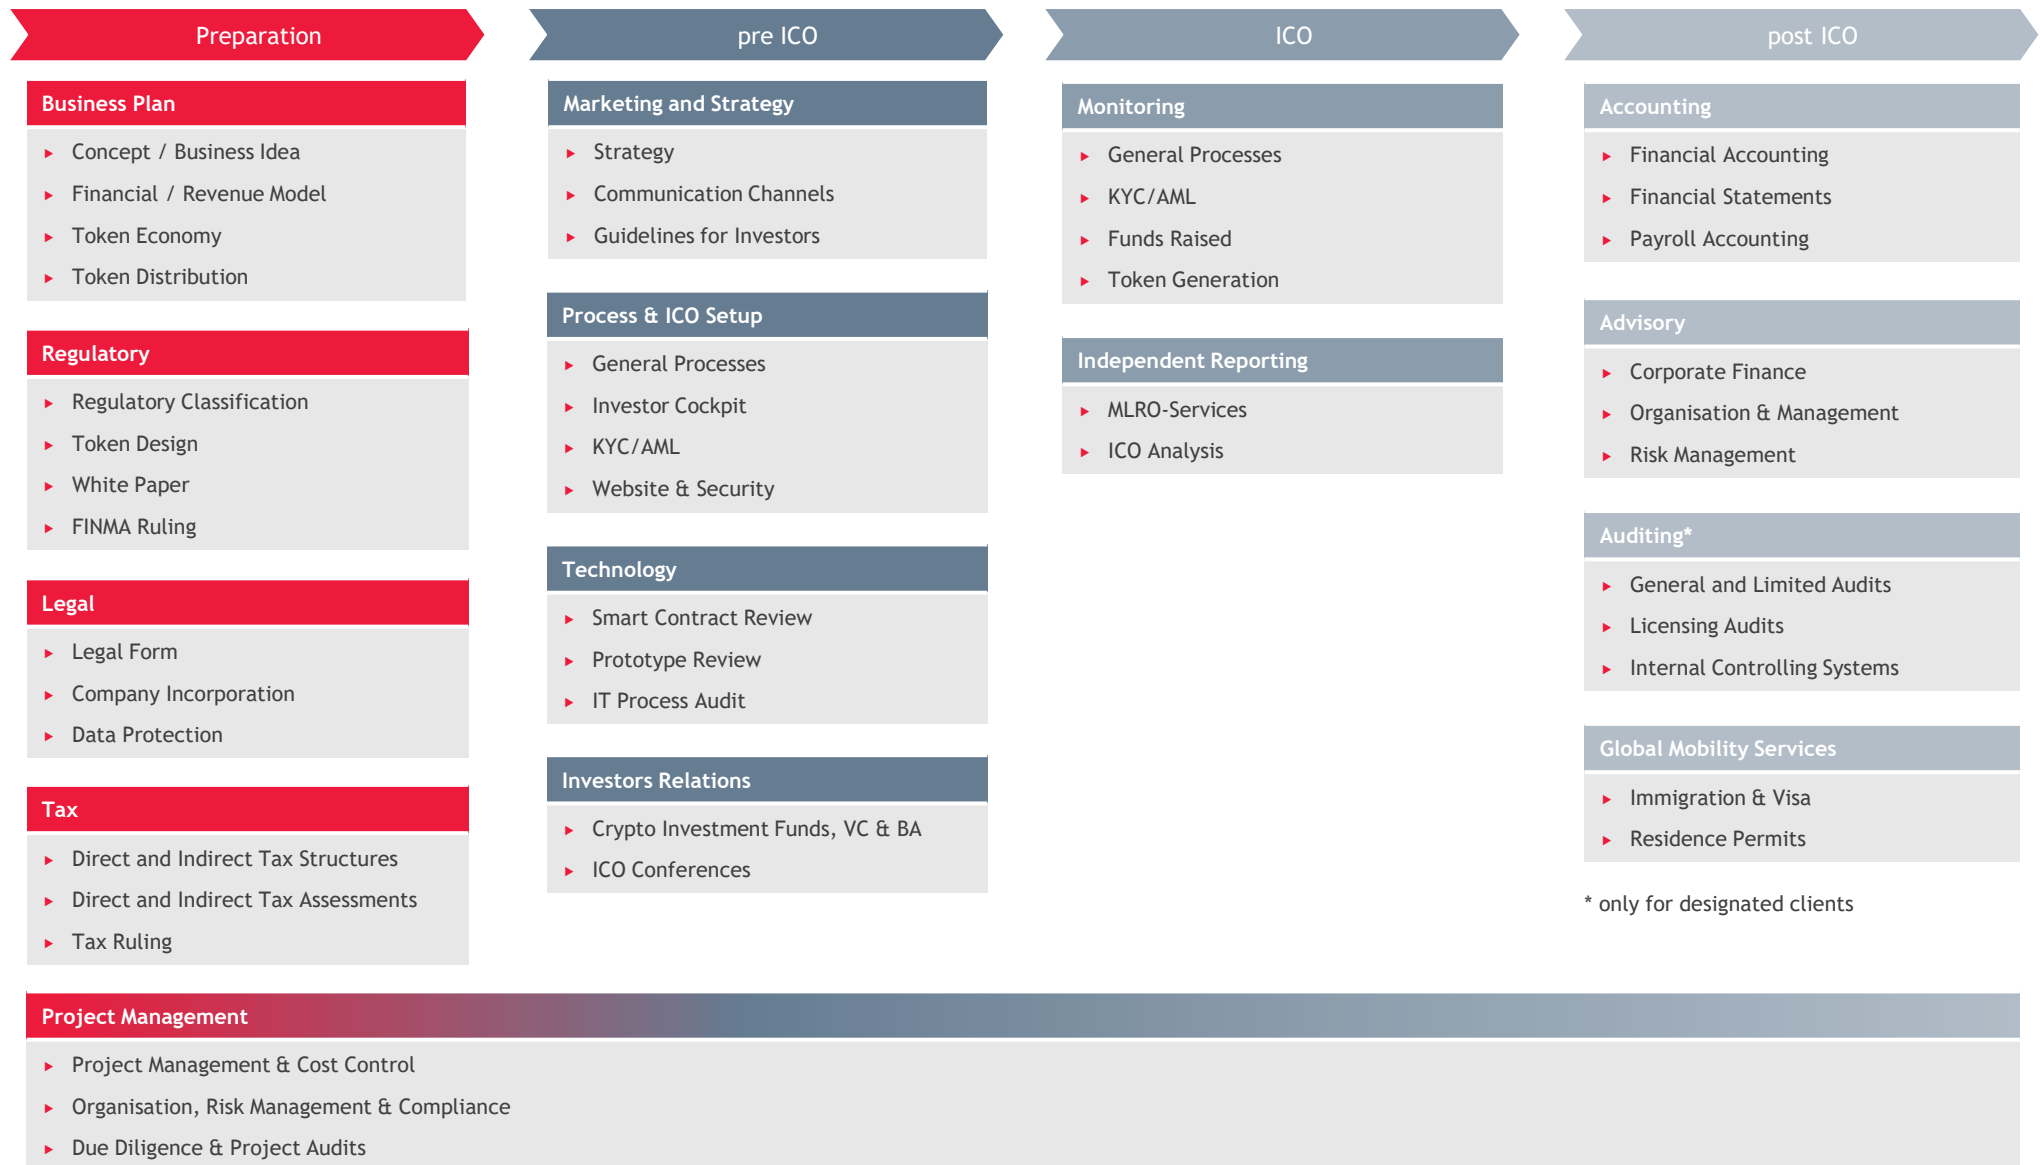 Preparation
Business Plan
Concept / Business Idea
Financial / Revenue Model
Token Economy
Token Distribution
Regulatory
Regulatory Classification
Token Design
White Paper
FINMA Ruling
Legal
Legal Form
Company Incorporation
Data Protection
Tax
Direct and Indirect Tax Structures
Direct and Indirect Tax Assessments
Tax Ruling
pre ICO
Marketing and Strategy
Strategy
Communication Channels
Guidelines for Investors
Process & ICO Setup
General Processes
Investor Cockpit
KYC/AML
Website & Security
Technology
Smart Contract Review
Prototype Review
IT Process Audit
Investors Relations
Crypto Investment Funds, VC & BA
ICO Conferences
ICO
Monitoring
General Processes
KYC/AML
Funds Raised
Token Generation
Independent Reporting
MLRO-Services
ICO Analysis
post ICO
Accounting
Financial Accounting
Financial Statements
Payroll Accounting
Advisory
Corporate Finance
Organisation & Management
Risk Management
Auditing*
General and Limited Audits
Licensing Audits
Internal Controlling Systems
Global Mobility Services
Immigration & Visa
Residence Permits
* only for designated clients
Project Management
Project Management & Cost Control
Organisation, Risk Management & Compliance
Due Diligence & Project Audits